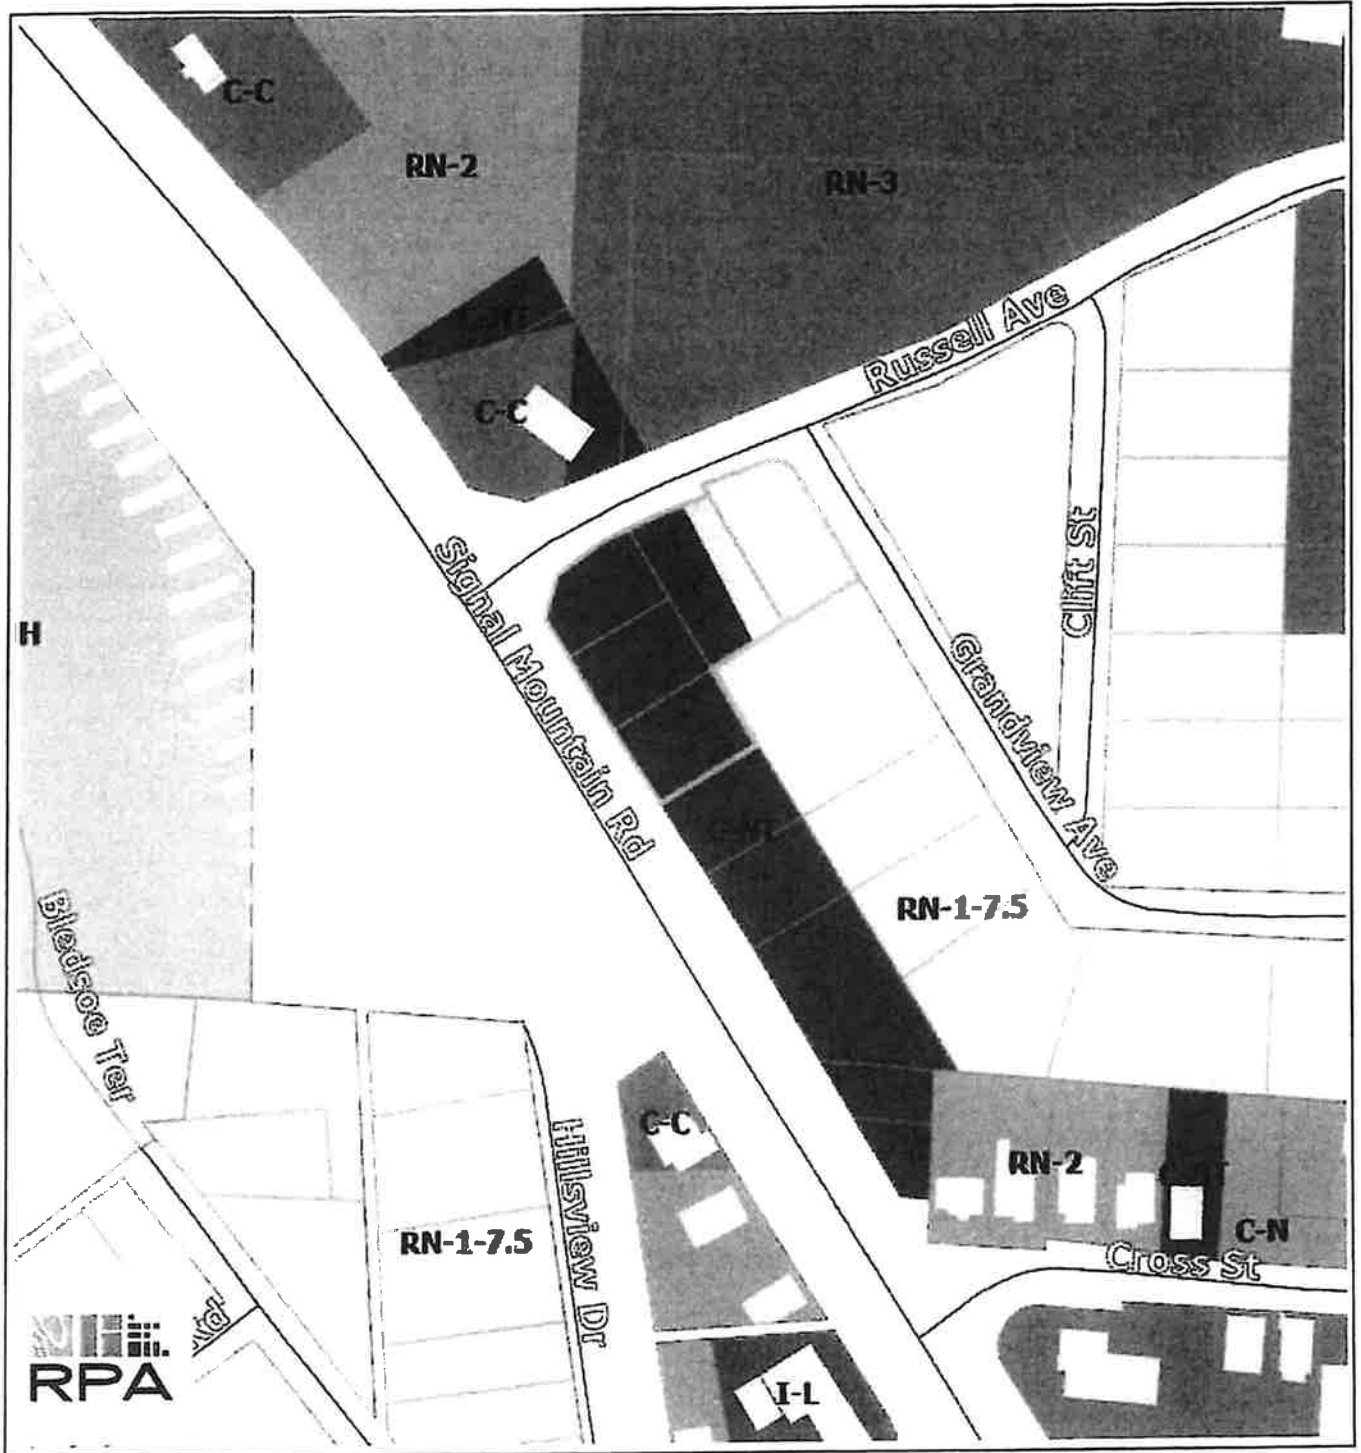 C-C
RN-2
RN-3
Russell Ave
C-C
Clift St
H
Signal Mountain Rd
Grandview Ave
C-NT
RN-1-7.5
Bledsoe Ter
C-C
Hillsview Dr
RN-2
C-N
RN-1-7.5
Cross St
RPA
I-L